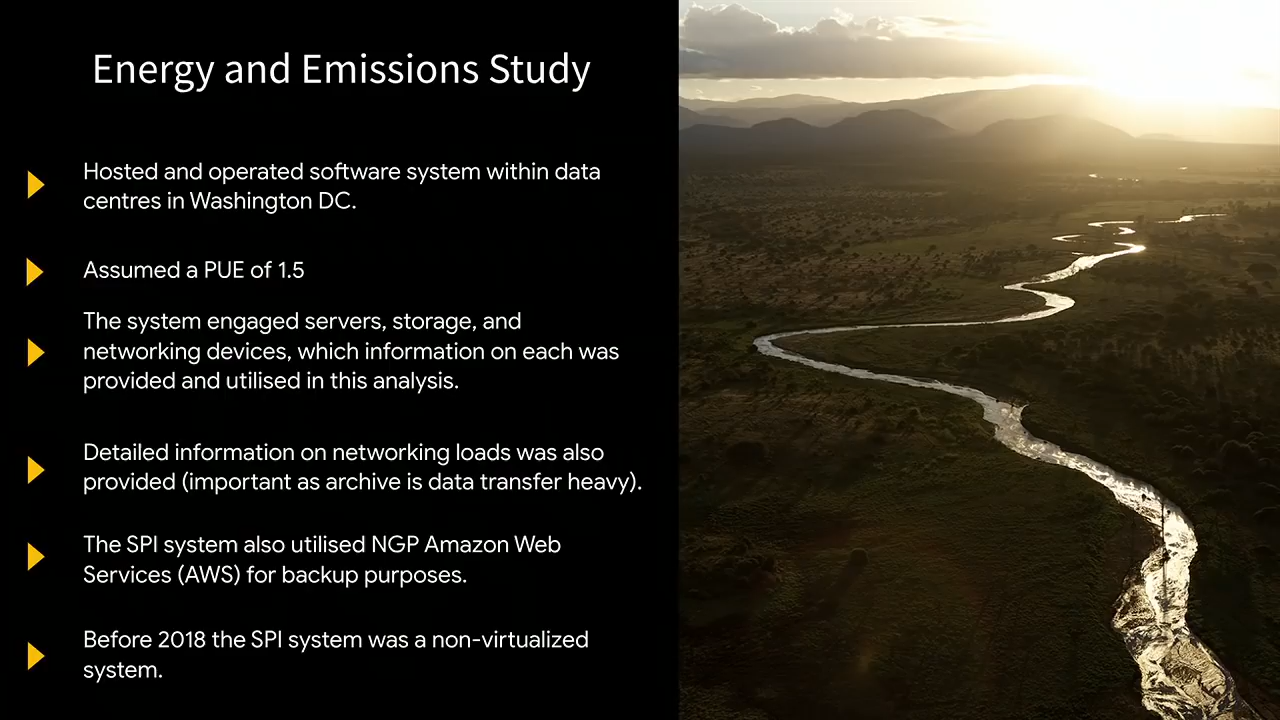 Energy and Emissions Study
Hosted and operated software system within data
centres in Washington DC.
Assumed a PUE of 1.5
The system engaged servers, storage, and
networking devices, which information on each was
provided and utilised in this analysis.
Detailed information on networking loads was also
provided (important as archive is data transfer heavy).
The SPI system also utilised NGP Amazon Web
Services (AWS) for backup purposes.
Before 2018 the SPI system was a non-virtualized
system.